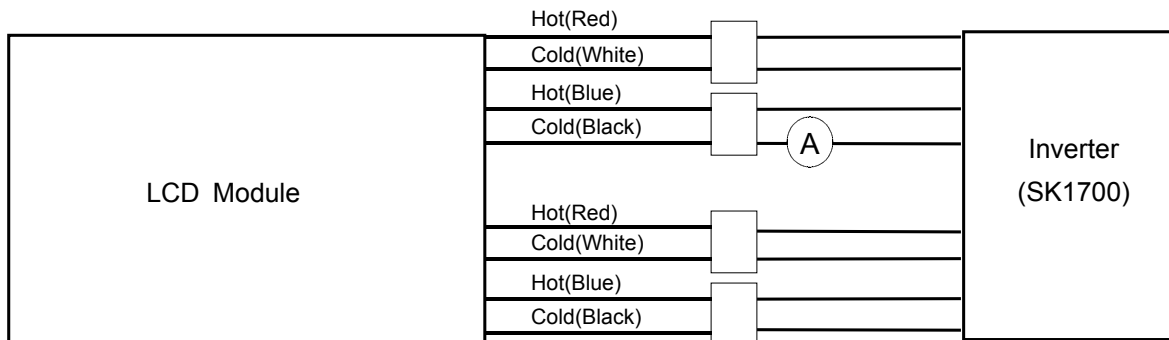 Hot(Red)
Cold(White)
Hot(Blue)
Cold(Black)
A
LCD Module
Inverter
(SK1700)
Hot(Red)
Cold(White)
Hot(Blue)
Cold(Black)